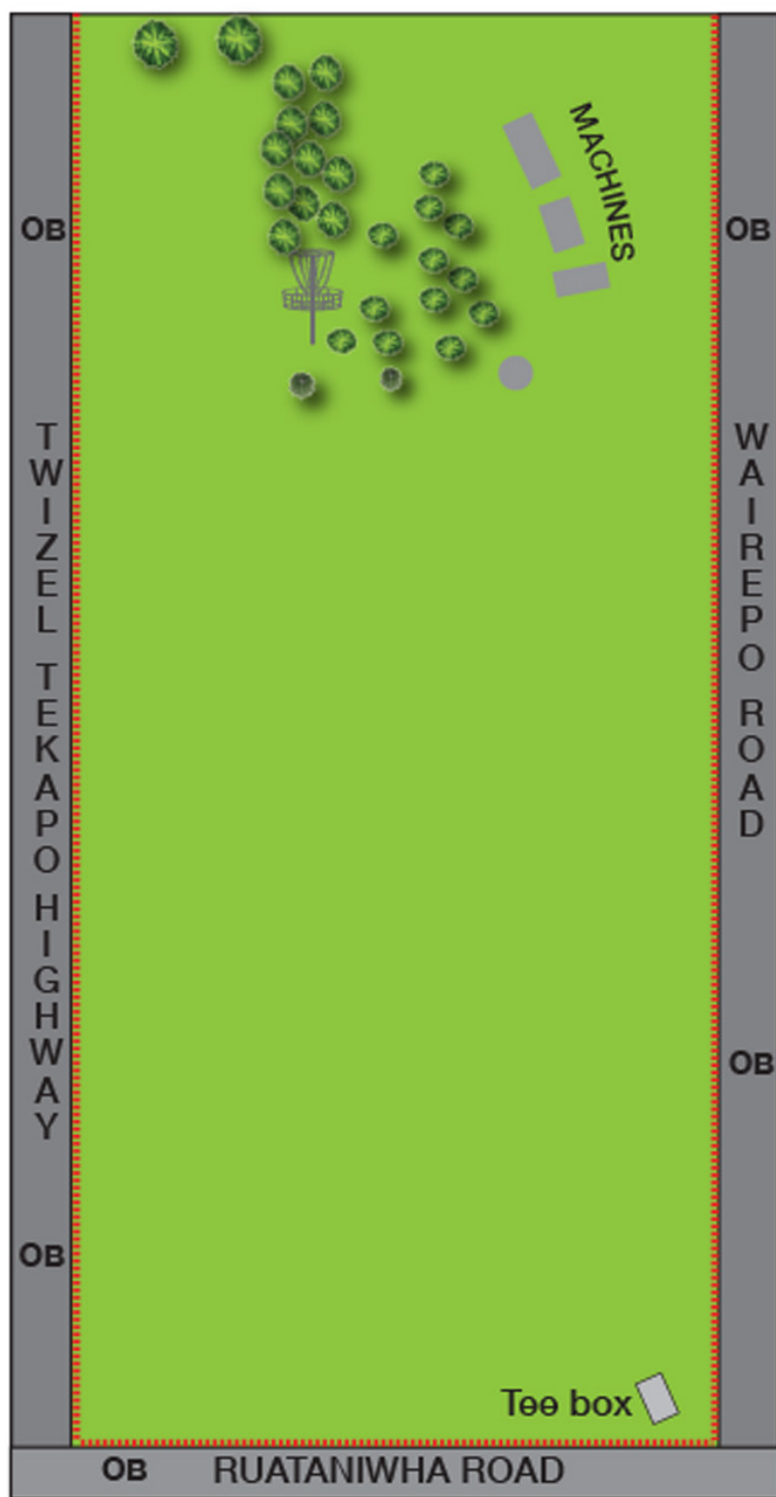 MACHINES
OB
OB
TWIZEL TEKAPO HIGHWAY
WAIREPO ROAD
OB
OB
Tee box
OB
RUATANIWHA ROAD